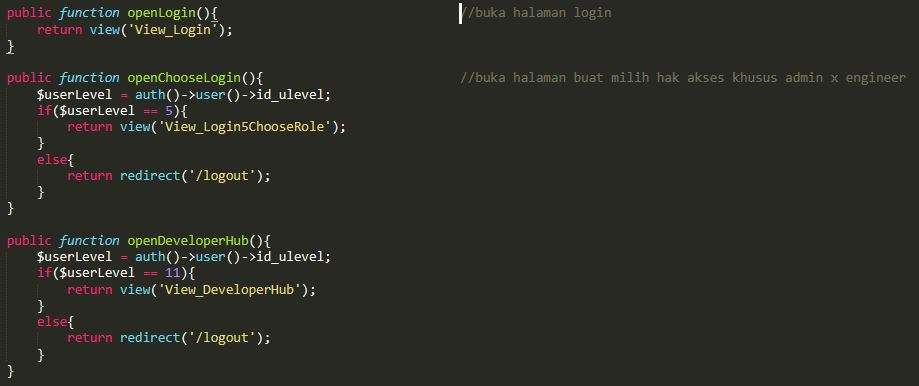 public function openLogin(){ //buka halaman login
return view('View_Login');
}
public function openChooseLogin(){ //buka halaman buat milih hak akses khusus admin x engineer
$userLevel = auth()->user()->id_ulevel;
if($userLevel == 5){
return view('View_Login5ChooseRole');
}
else{
return redirect('/logout');
}
}
public function openDeveloperHub(){
$userLevel = auth()->user()->id_ulevel;
if($userLevel == 11){
return view('View_DeveloperHub');
}
else{
return redirect('/logout');
}
}